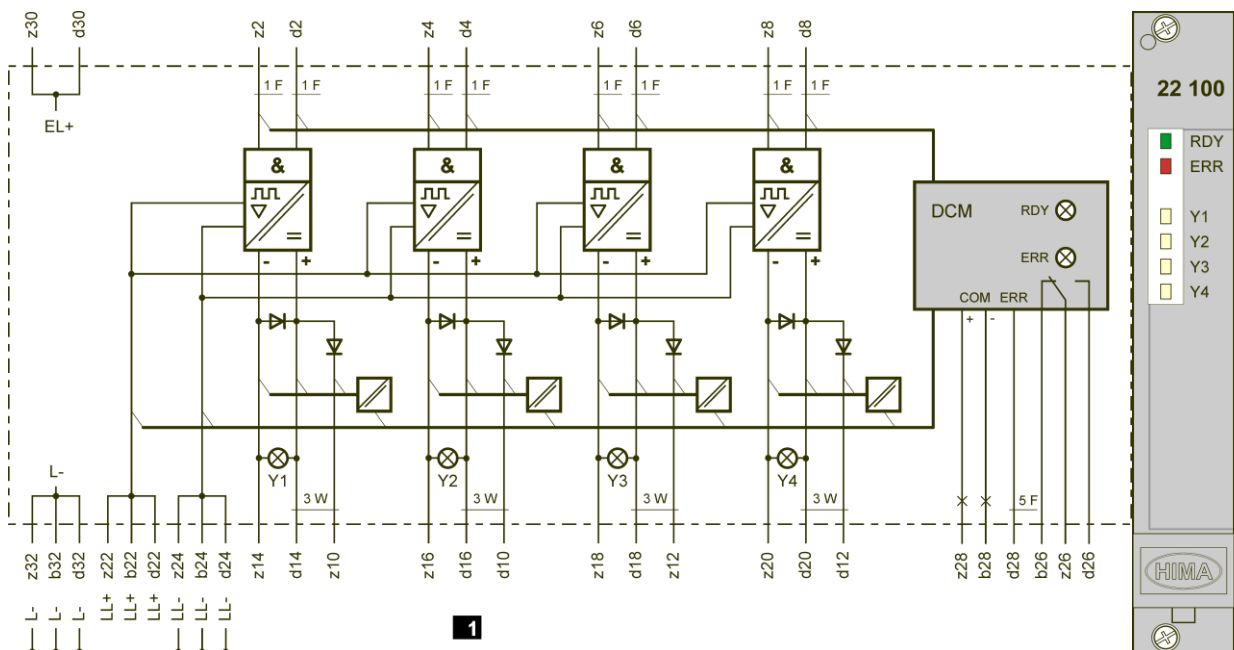 z30 d30 z2 d2 z4 d4 z6 d6 z8 d8
1 F 1 F 1 F 1 F 1 F 1 F 1 F 1 F
EL+
22 100
RDY
ERR
& & & &
Y1
Y2
Y3
Y4
DCM RDY
ERR
- + - + - + - +
COM ERR
+ -
Y1 Y2 Y3 Y4
L-
3 W 3 W 3 W 3 W 5 F
z32 b32 d32 z22 b22 d22 z24 b24 d24 z14 d14 z10 z16 d16 d10 z18 d18 z12 z20 d20 d12 z28 b28 d28 b26 z26 d26
L- L- L- LL+ LL+ LL+ LL- LL- LL-
HIMA
1